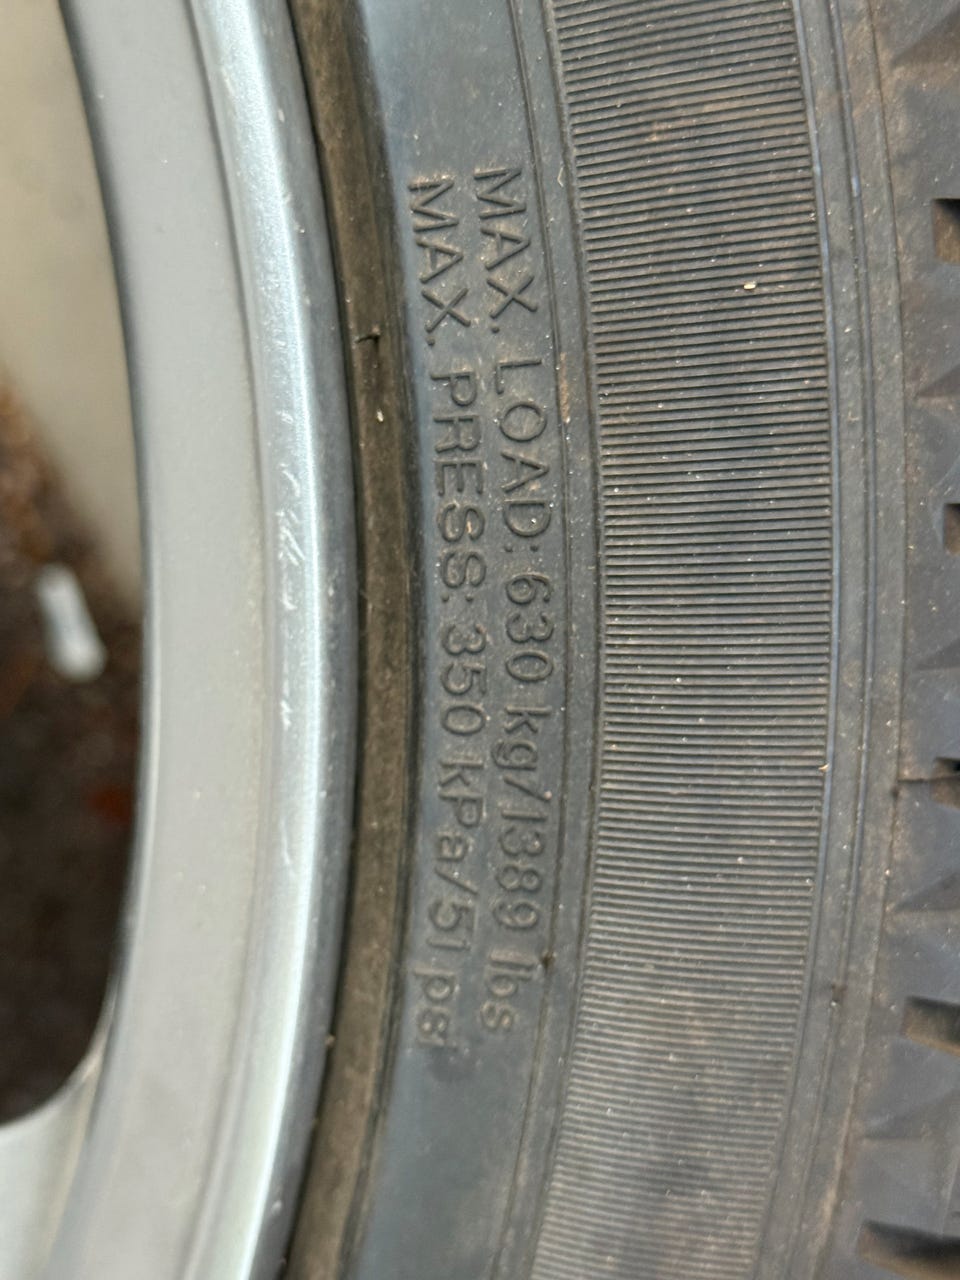 MAX. LOAD: 630 kg/1389 lbs
MAX. PRESS: 350 kPa/51 psi